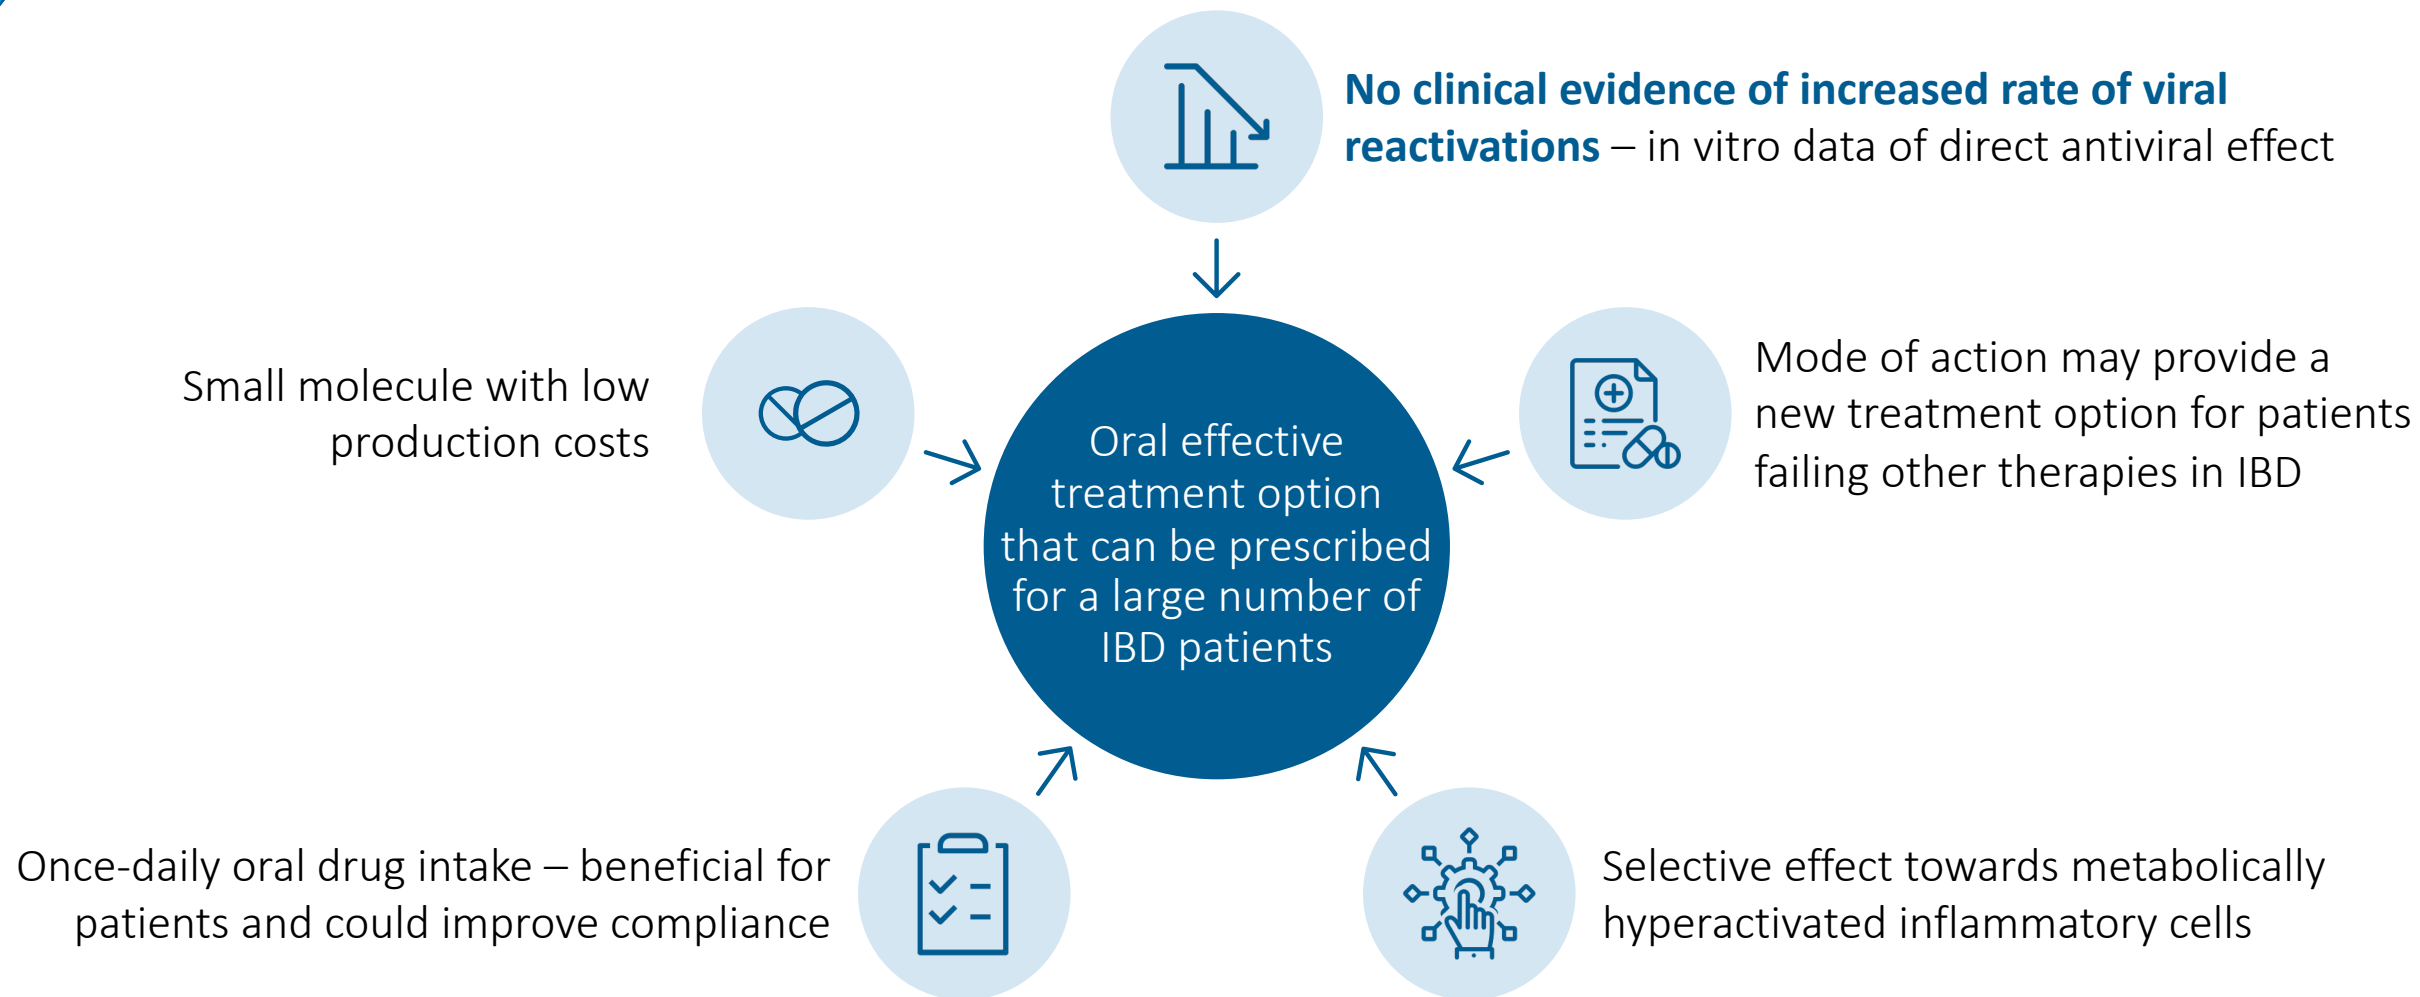 No clinical evidence of increased rate of viral
reactivations – in vitro data of direct antiviral effect
Small molecule with low
production costs
Mode of action may provide a
new treatment option for patients
failing other therapies in IBD
Oral effective
treatment option
that can be prescribed
for a large number of
IBD patients
Once-daily oral drug intake – beneficial for
patients and could improve compliance
Selective effect towards metabolically
hyperactivated inflammatory cells